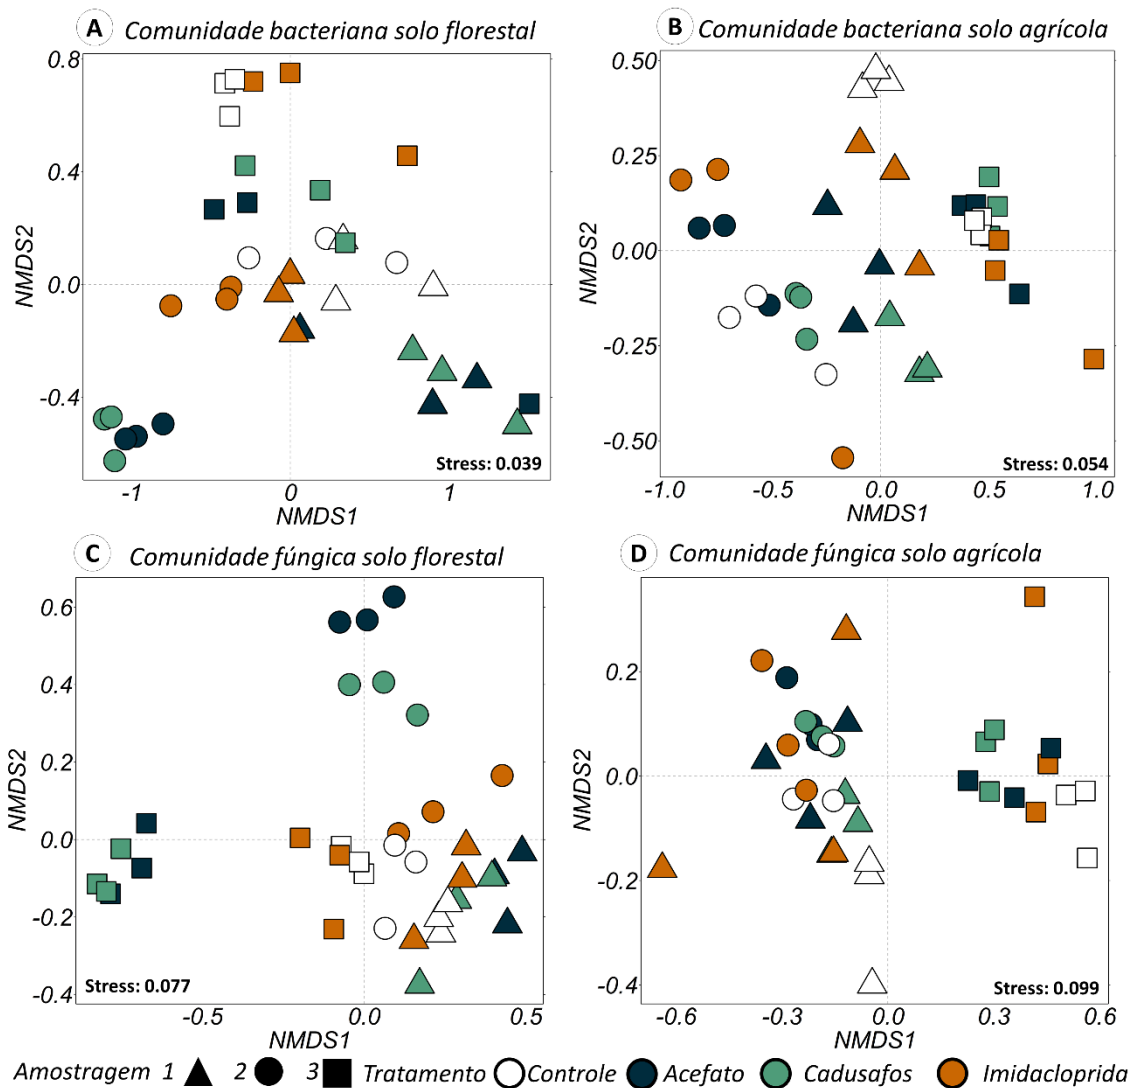 A Comunidade bacteriana solo florestal
0.8
0.4
0.0
-0.4
NMDS2
Stress: 0.039
-1 0 1
NMDS1
B Comunidade bacteriana solo agrícola
0.50
0.25
0.00
-0.25
-0.50
NMDS2
Stress: 0.054
-1.0 -0.5 0.0 0.5 1.0
NMDS1
C Comunidade fúngica solo florestal
0.6
0.4
0.2
0.0
-0.2
-0.4
NMDS2
Stress: 0.077
-0.5 0.0 0.5
NMDS1
D Comunidade fúngica solo agrícola
0.2
0.0
-0.2
-0.4
NMDS2
Stress: 0.099
-0.6 -0.3 0.0 0.3 0.6
NMDS1
Amostragem 1 2 3 Tratamento Controle Acefato Cadusafos Imidacloprida